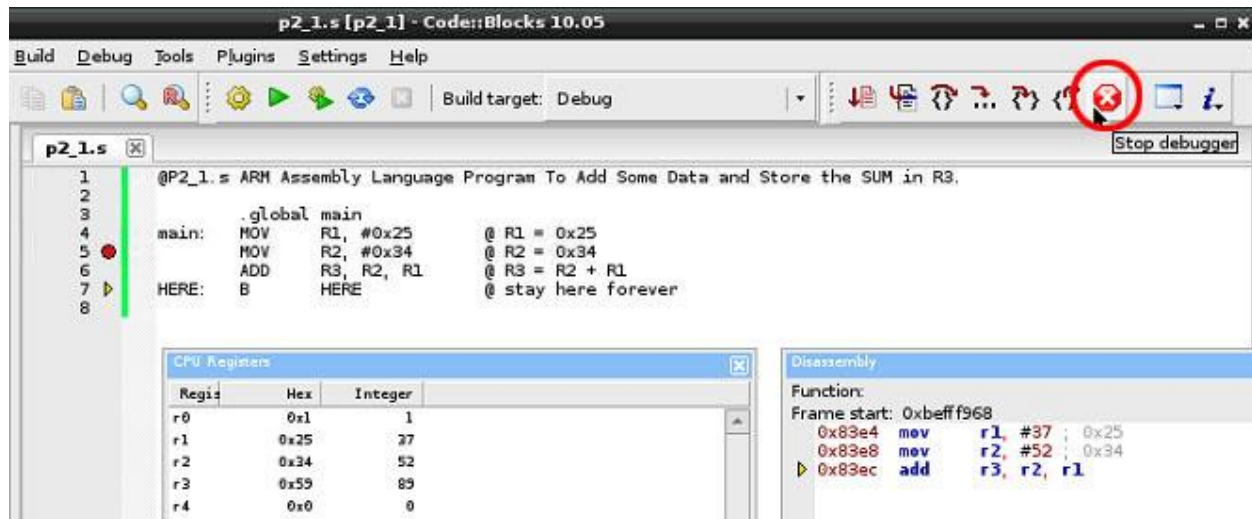 p2_1.s [p2_1] - Code::Blocks 10.05
Build Debug Tools Plugins Settings Help
Build target: Debug
Stop debugger
p2_1.s
1 @P2_1.s ARM Assembly Language Program To Add Some Data and Store the SUM in R3.
2
3 .global main
4 main: MOV R1, #0x25 @ R1 = 0x25
5 MOV R2, #0x34 @ R2 = 0x34
6 ADD R3, R2, R1 @ R3 = R2 + R1
7 HERE: B HERE @ stay here forever
8
CPU Registers
Regis Hex Integer
r0 0x1 1
r1 0x25 37
r2 0x34 52
r3 0x59 89
r4 0x0 0
Disassembly
Function:
Frame start: 0xbefff968
0x83e4 mov r1, #37 ; 0x25
0x83e8 mov r2, #52 ; 0x34
0x83ec add r3, r2, r1